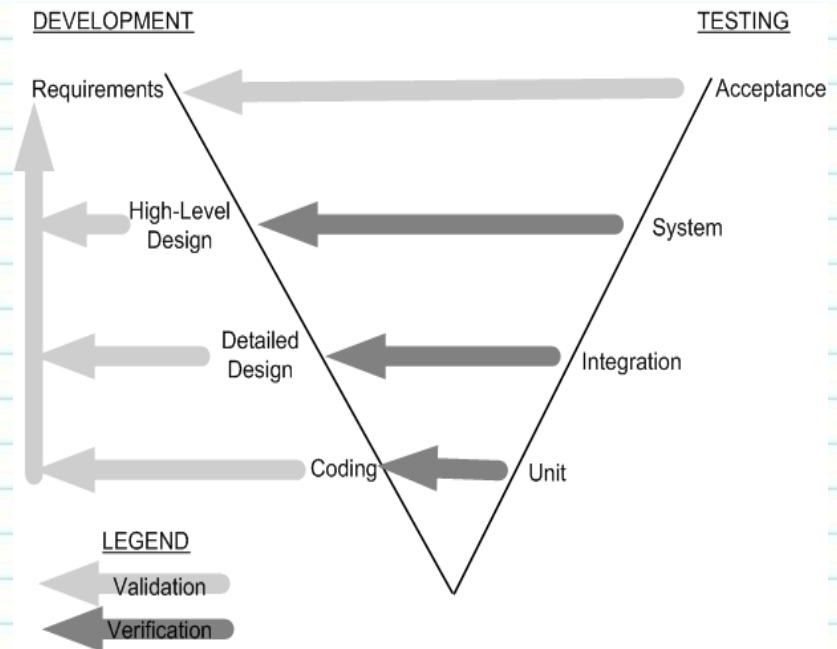 DEVELOPMENT
TESTING
Requirements
Acceptance
High-Level
Design
System
Detailed
Design
Integration
Coding
Unit
LEGEND
Validation
Verification